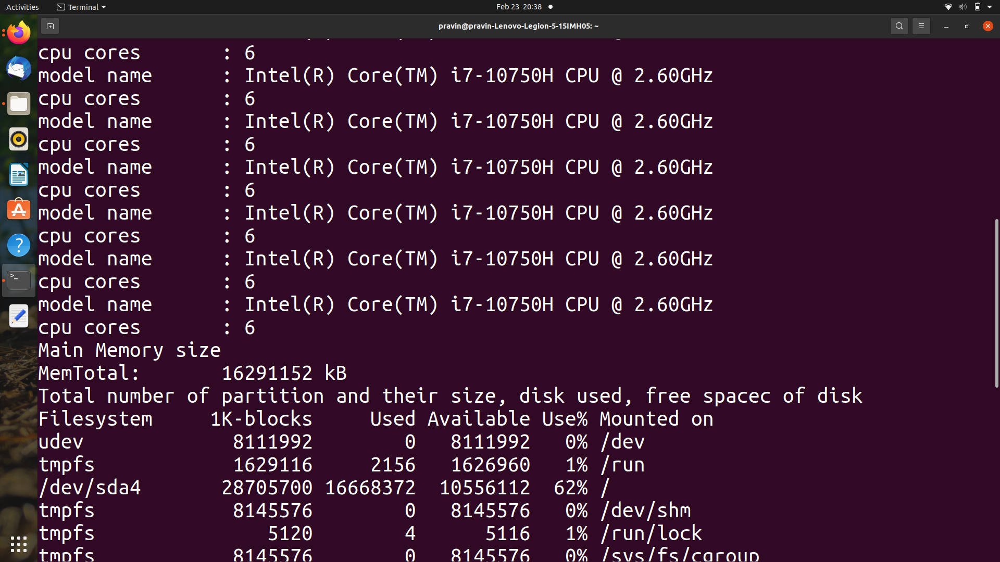 Activities
Terminal
Feb 23 20:38
pravin@pravin-Lenovo-Legion-5-15IMH05: ~
cpu cores : 6
model name : Intel(R) Core(TM) i7-10750H CPU @ 2.60GHz
cpu cores : 6
model name : Intel(R) Core(TM) i7-10750H CPU @ 2.60GHz
cpu cores : 6
model name : Intel(R) Core(TM) i7-10750H CPU @ 2.60GHz
cpu cores : 6
model name : Intel(R) Core(TM) i7-10750H CPU @ 2.60GHz
cpu cores : 6
model name : Intel(R) Core(TM) i7-10750H CPU @ 2.60GHz
cpu cores : 6
model name : Intel(R) Core(TM) i7-10750H CPU @ 2.60GHz
cpu cores : 6
Main Memory size
MemTotal: 16291152 kB
Total number of partition and their size, disk used, free spacec of disk
Filesystem 1K-blocks Used Available Use% Mounted on
udev 8111992 0 8111992 0% /dev
tmpfs 1629116 2156 1626960 1% /run
/dev/sda4 28705700 16668372 10556112 62% /
tmpfs 8145576 0 8145576 0% /dev/shm
tmpfs 5120 4 5116 1% /run/lock
tmpfs 8145576 0 8145576 0% /sys/fs/cgroup